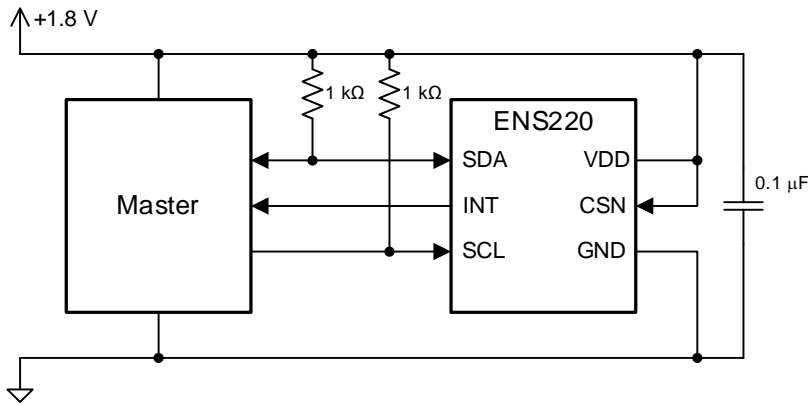 +1.8 V
1 kΩ
1 kΩ
ENS220
Master
SDA
VDD
INT
CSN
SCL
GND
0.1 μF